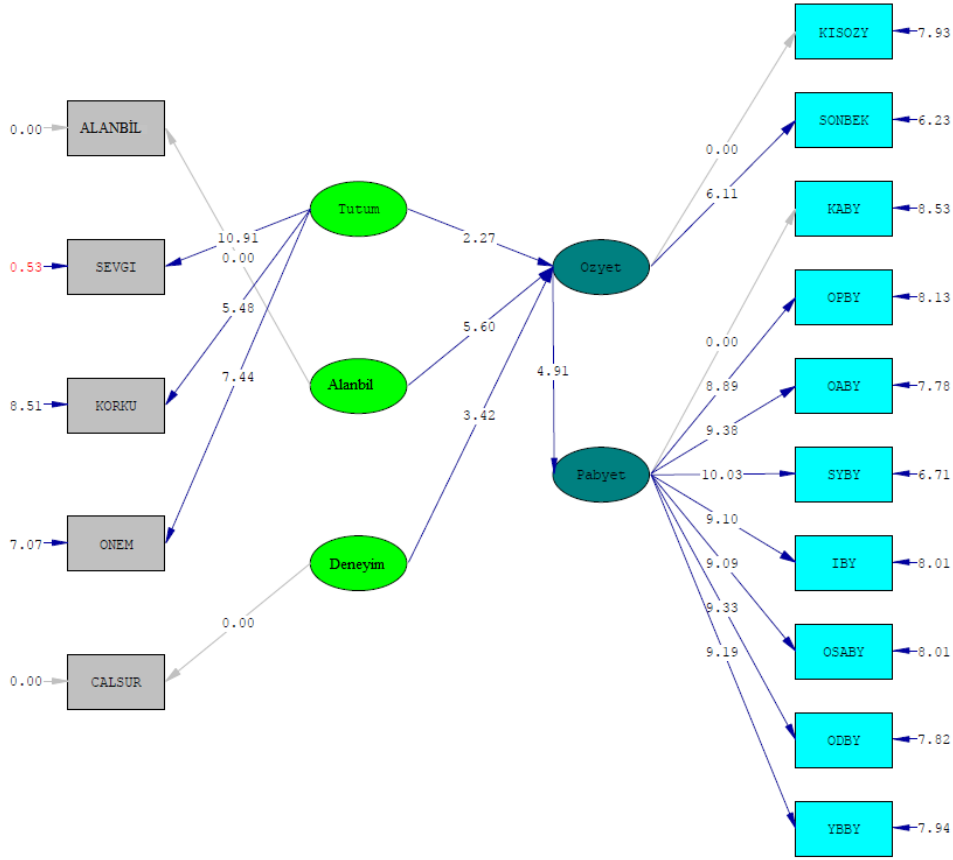 KISOZY
7.93
ALANBİL
0.00
SONBEK
6.23
0.00
6.11
Tutum
KABY
8.53
10.91
2.27
SEVGI
0.53
0.00
Ozyet
OPBY
8.13
5.48
5.60
0.00
7.44
Alanbil
4.91
8.89
OABY
7.78
KORKU
8.51
3.42
9.38
Pabyet
10.03
SYBY
6.71
9.10
ONEM
7.07
Deneyim
9.09
IBY
8.01
0.00
9.33
9.19
OSABY
8.01
CALSUR
0.00
ODBY
7.82
YBBY
7.94